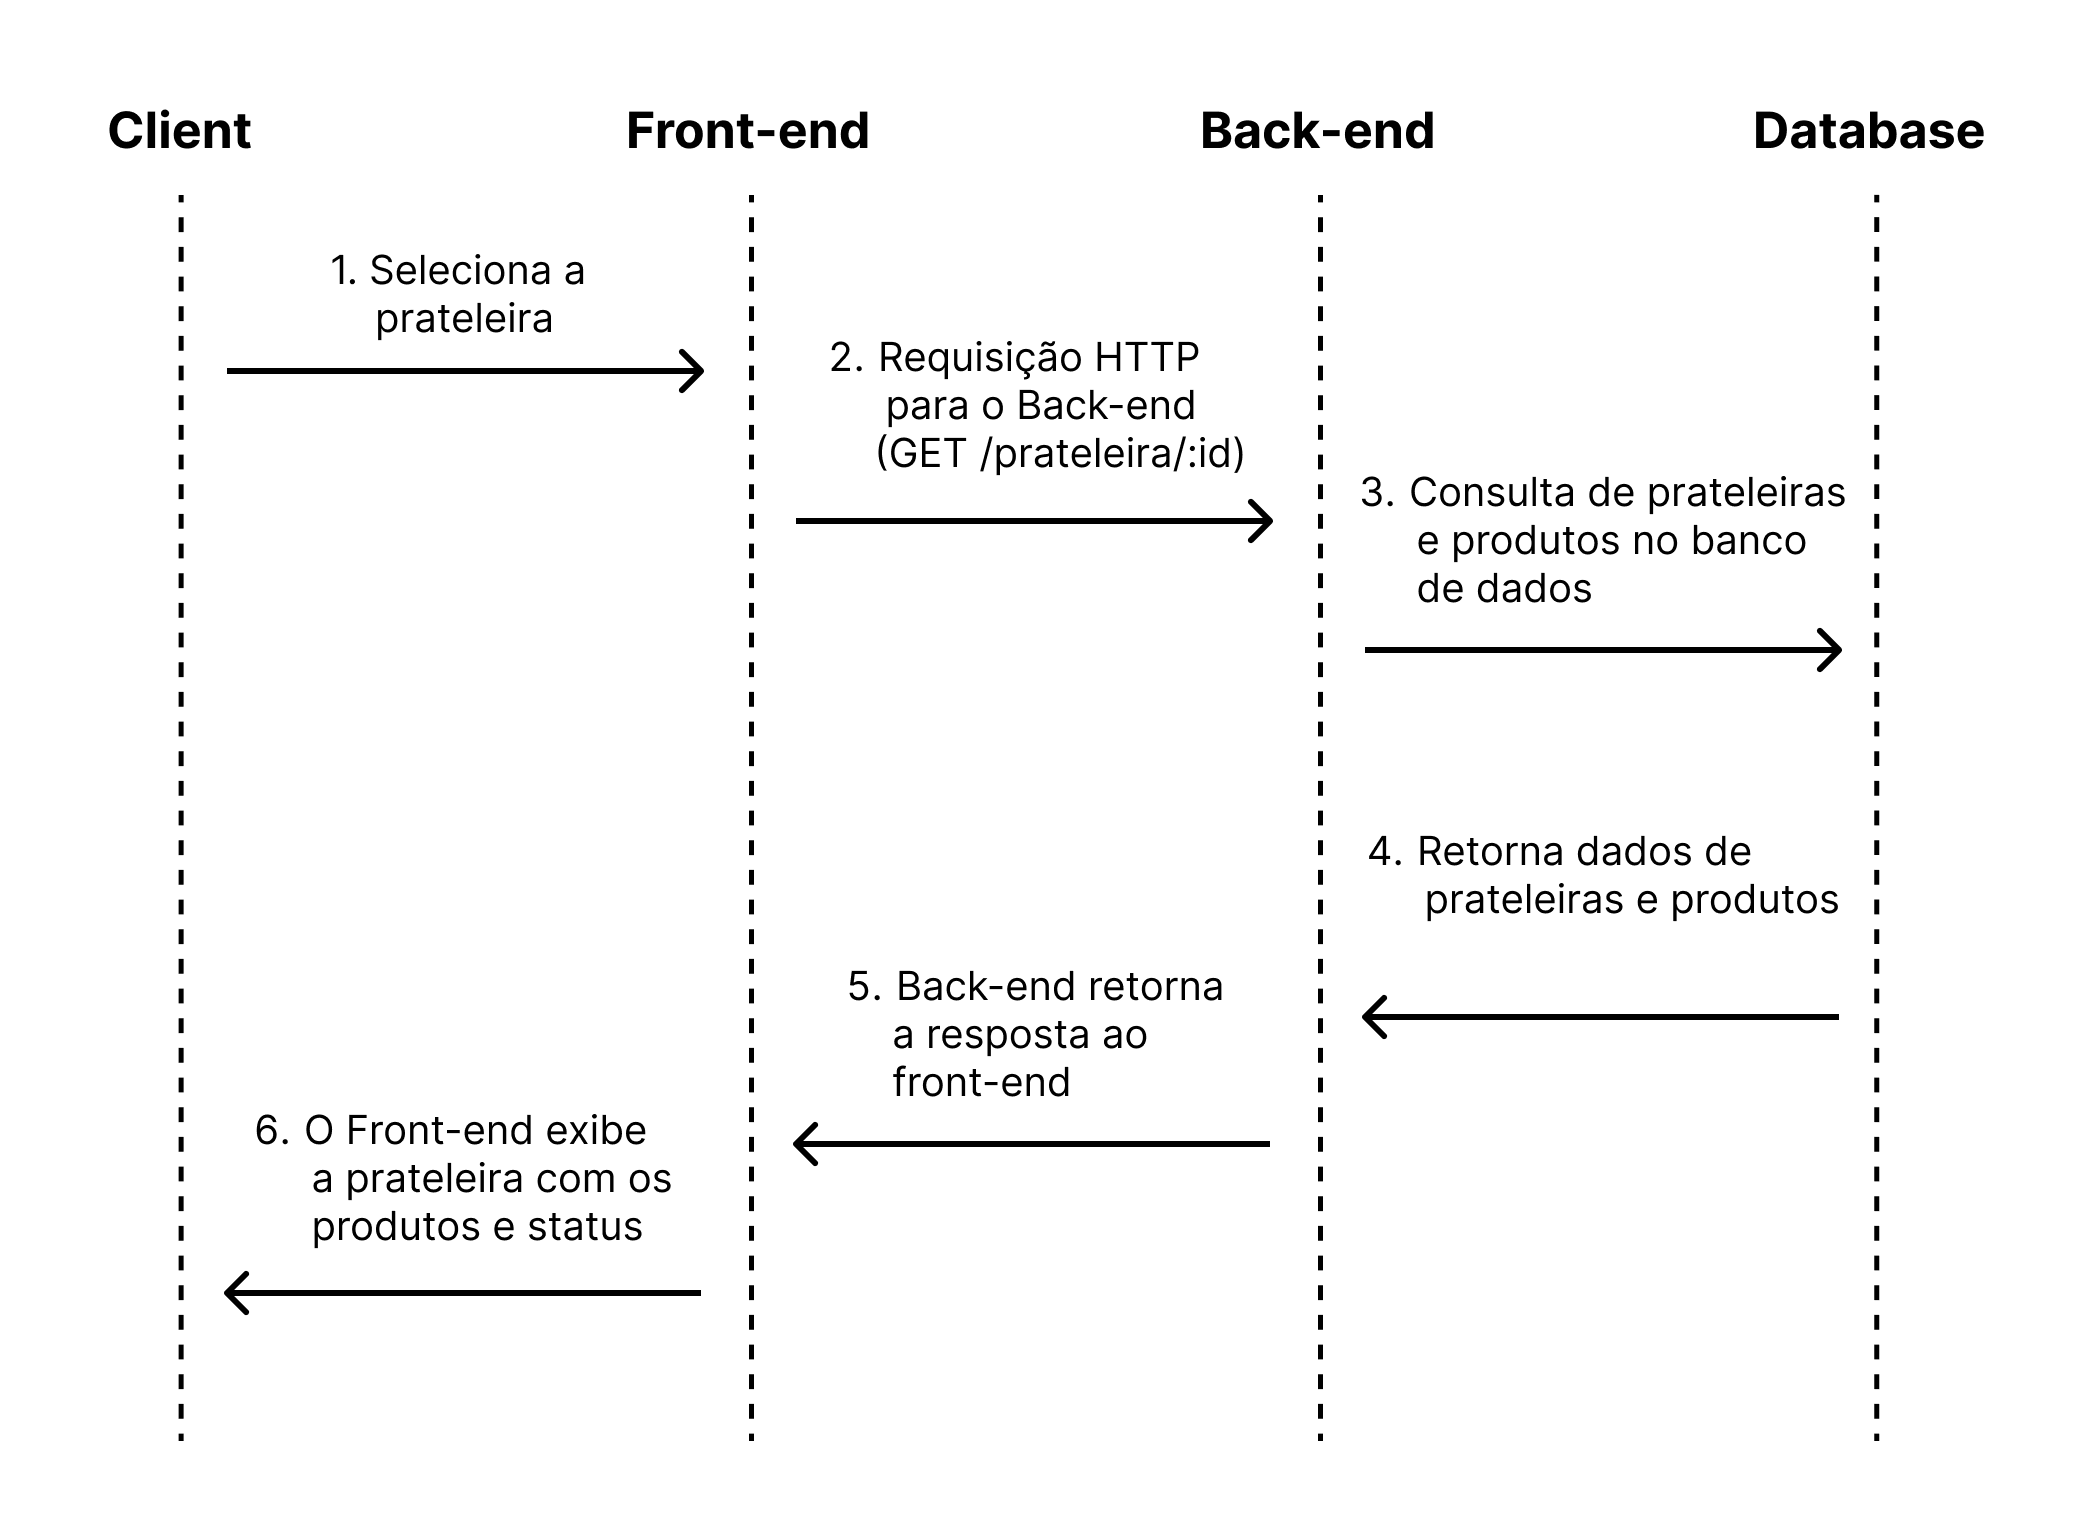 Client
Front-end
Back-end
Database
1. Seleciona a
prateleira
2. Requisição HTTP
para o Back-end
(GET /prateleira/:id)
3. Consulta de prateleiras
e produtos no banco
de dados
4. Retorna dados de
prateleiras e produtos
5. Back-end retorna
a resposta ao
front-end
6. O Front-end exibe
a prateleira com os
produtos e status